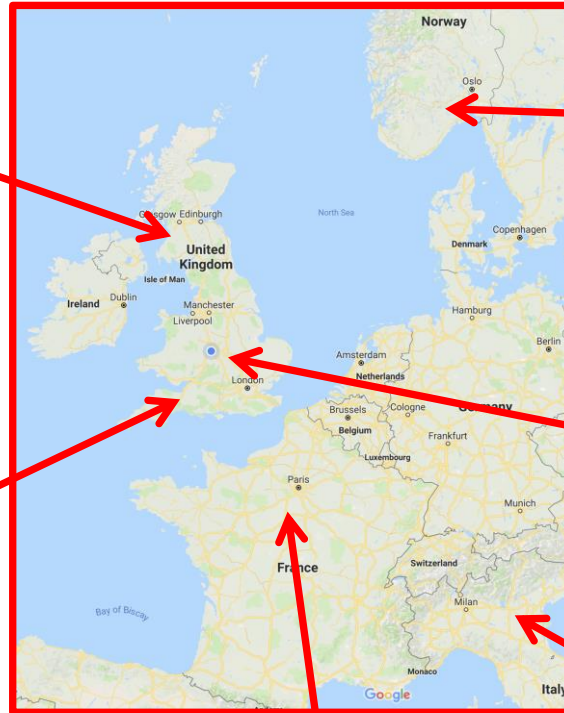 Norway
Oslo
Glasgow Edinburgh
North Sea
United
Kingdom
Copenhagen
Denmark
Isle of Man
Ireland
Dublin
Manchester
Liverpool
Hamburg
Berlin
Amsterdam
Netherlands
London
Brussels
Cologne
Germany
Belgium
Frankfurt
Luxembourg
Paris
Munich
France
Switzerland
Milan
Bay of Biscay
Monaco
Google
Italy